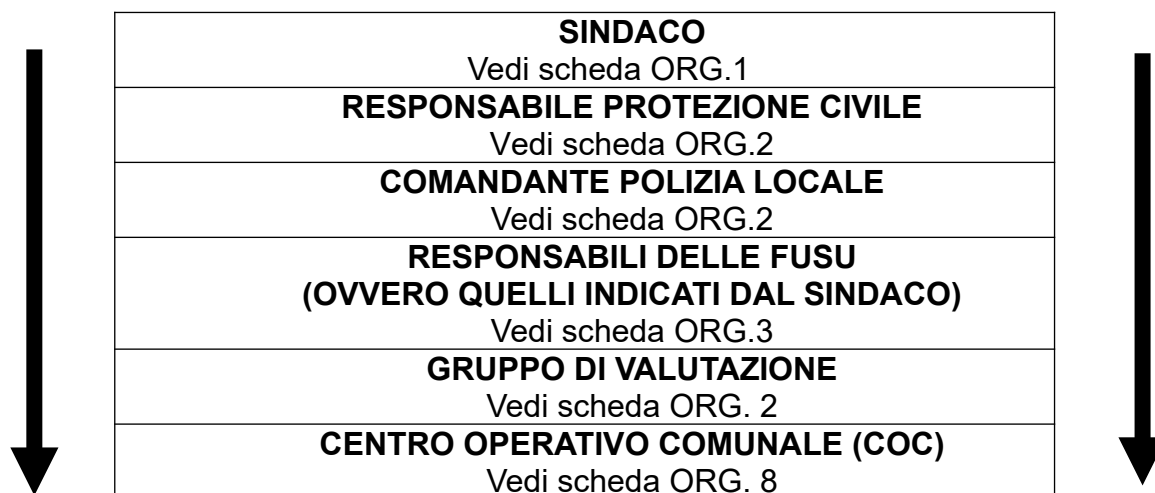 SINDACO
Vedi scheda ORG.1
RESPONSABILE PROTEZIONE CIVILE
Vedi scheda ORG.2
COMANDANTE POLIZIA LOCALE
Vedi scheda ORG.2
RESPONSABILI DELLE FUSU
(OVVERO QUELLI INDICATI DAL SINDACO)
Vedi scheda ORG.3
GRUPPO DI VALUTAZIONE
Vedi scheda ORG. 2
CENTRO OPERATIVO COMUNALE (COC)
Vedi scheda ORG. 8